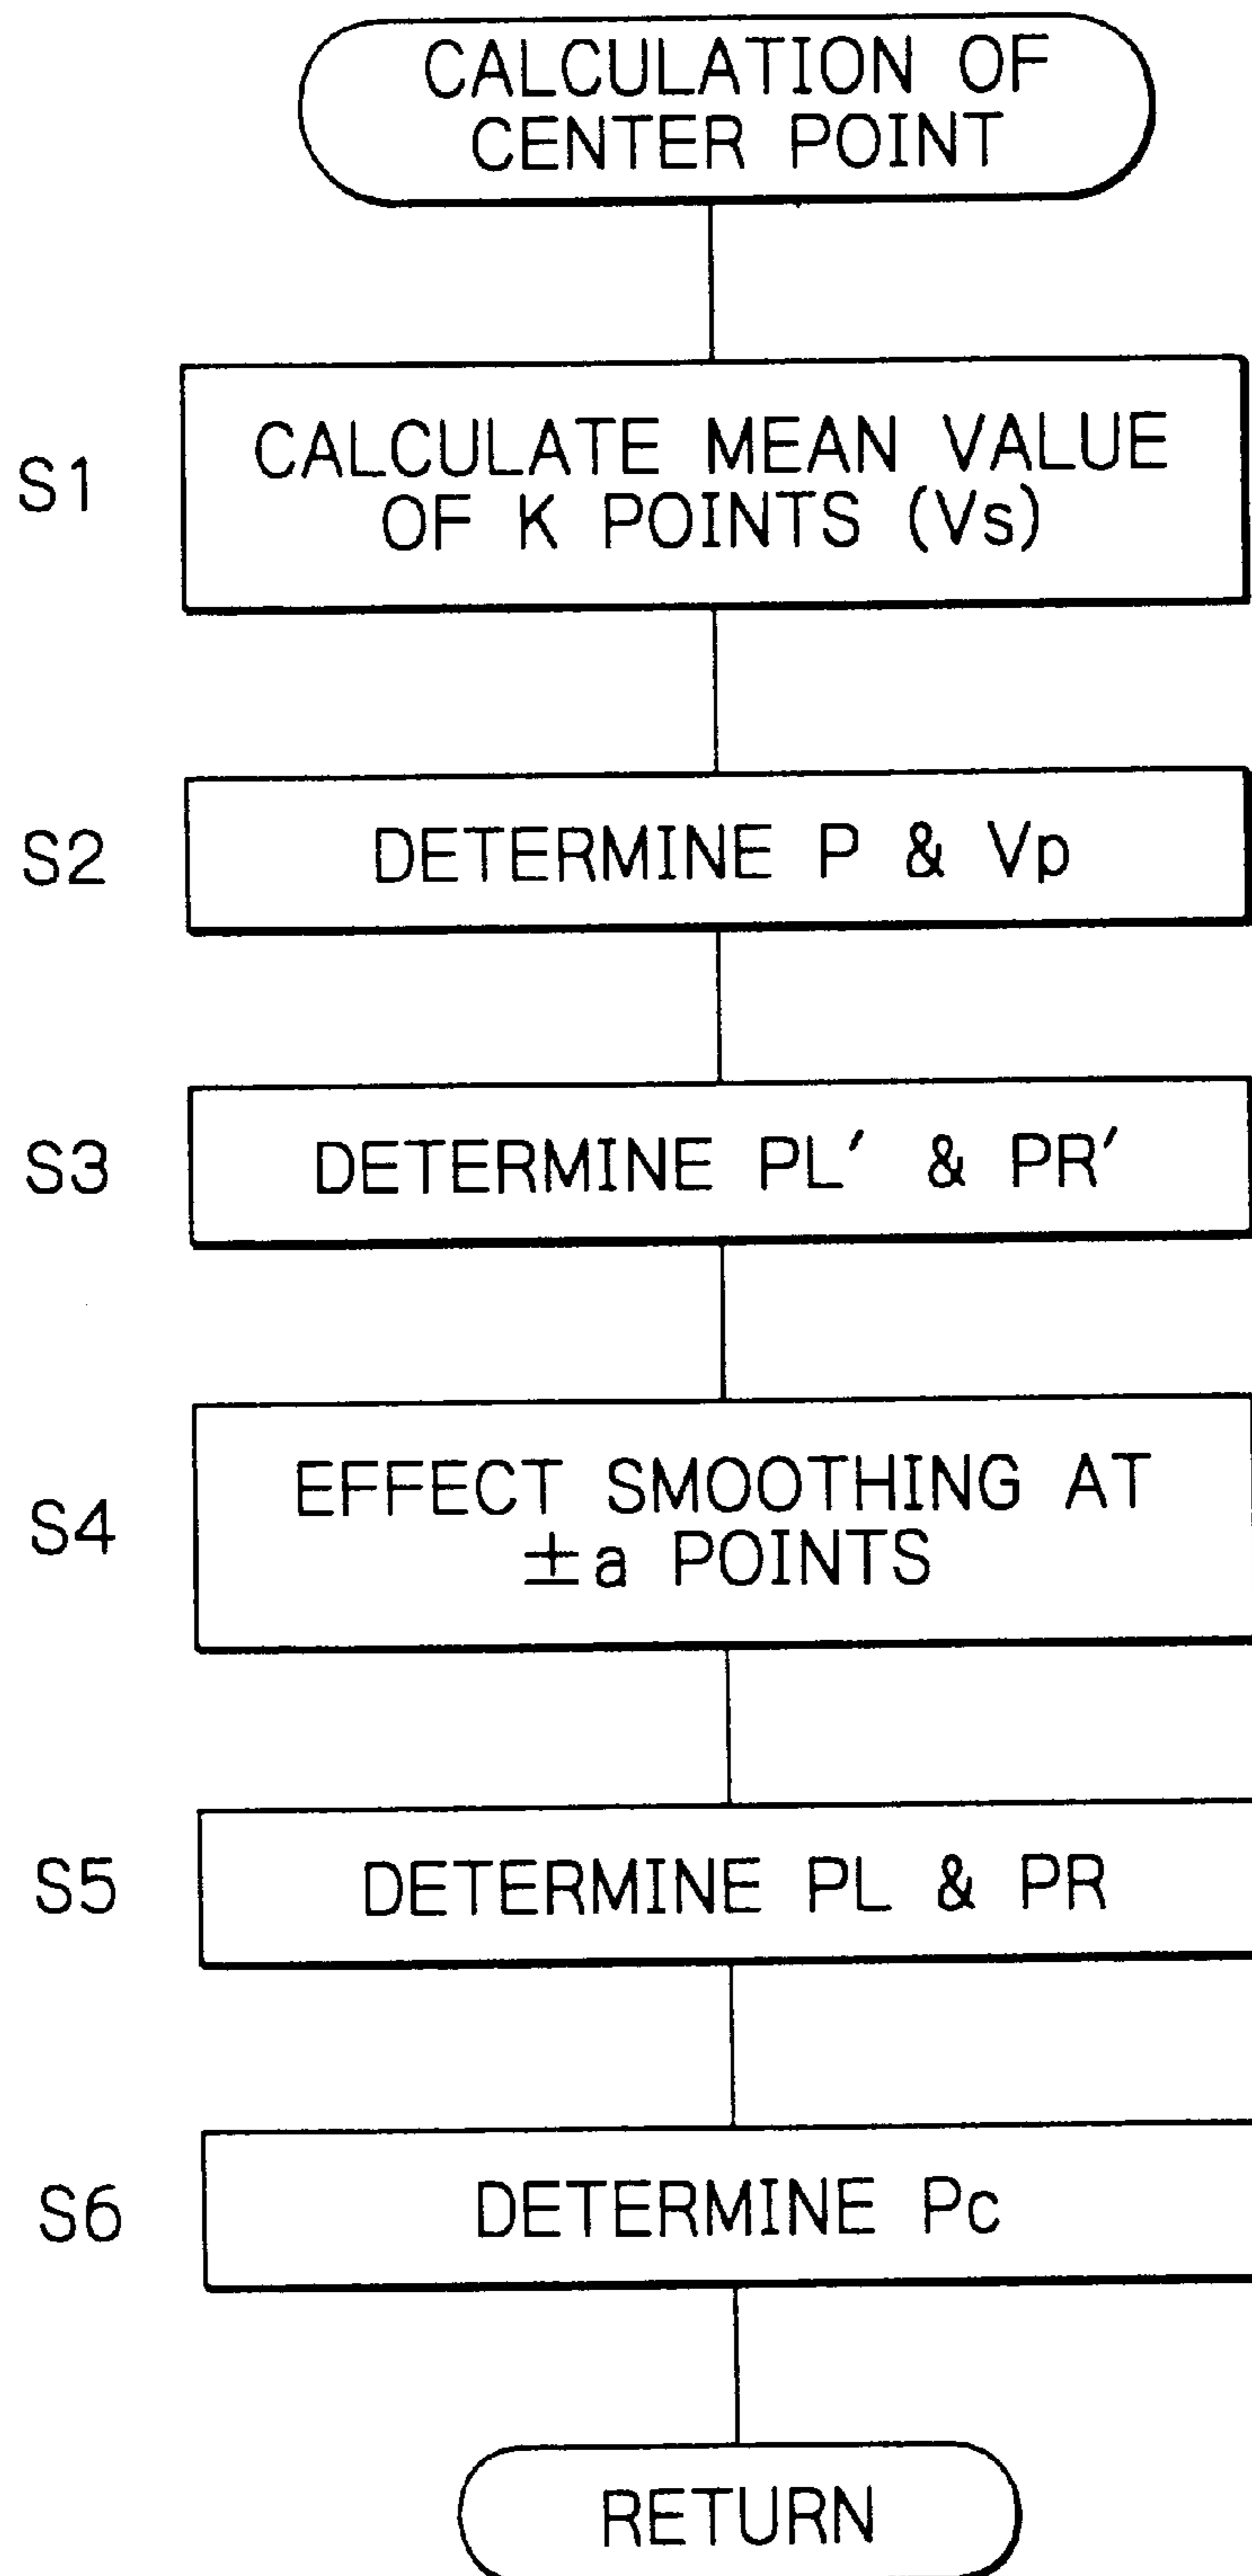 CALCULATION OF
CENTER POINT
S1
CALCULATE MEAN VALUE
OF K POINTS (Vs)
S2
DETERMINE P & Vp
S3
DETERMINE PL′ & PR′
S4
EFFECT SMOOTHING AT
±a POINTS
S5
DETERMINE PL & PR
S6
DETERMINE Pc
RETURN